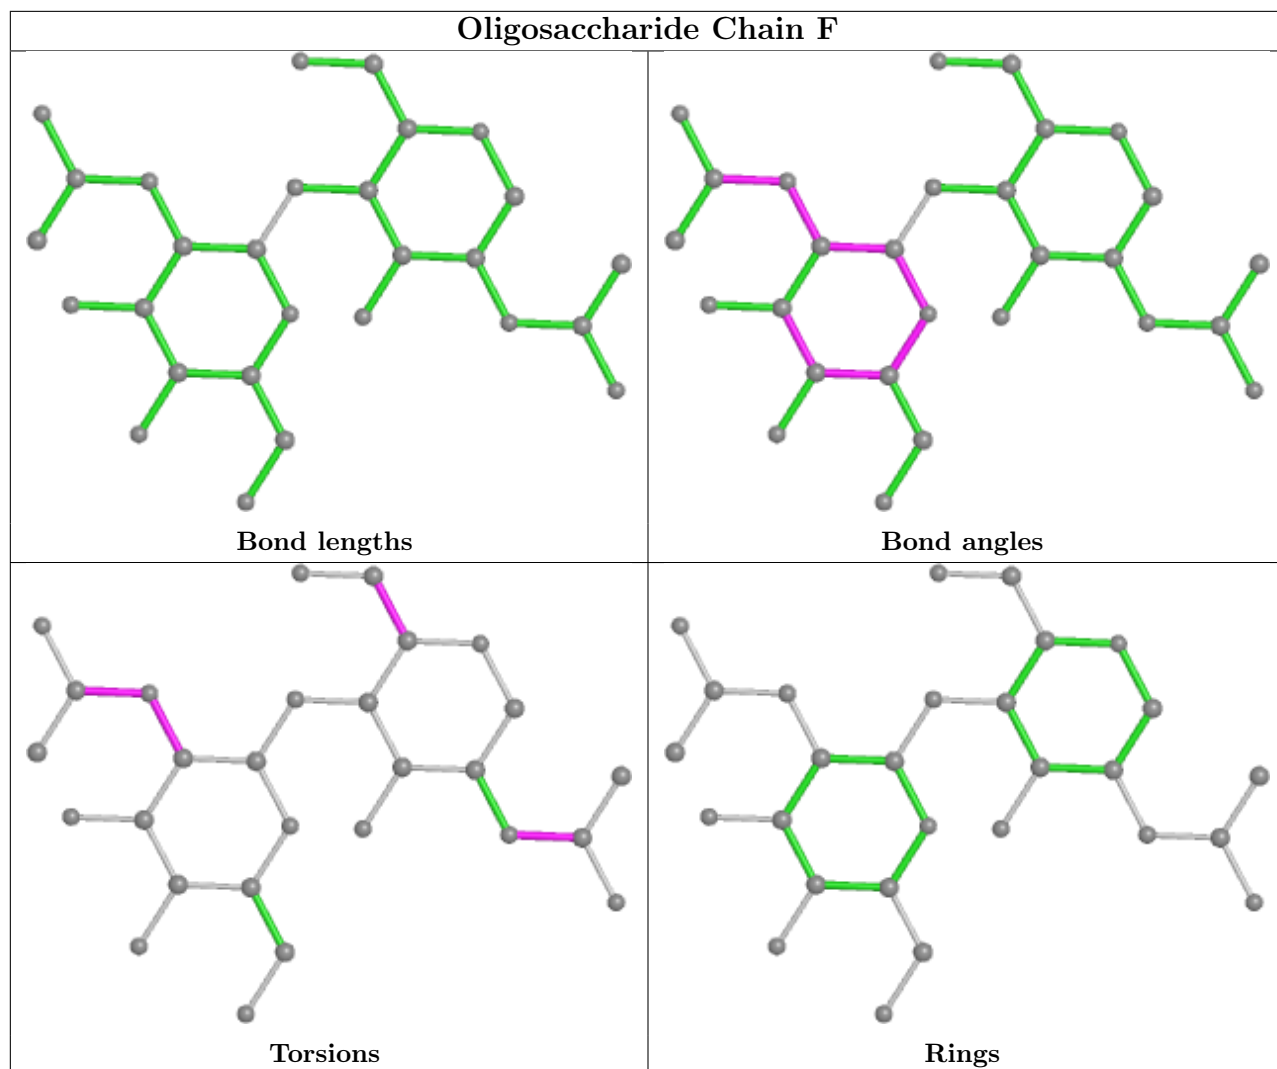 Oligosaccharide Chain F
Bond lengths
Bond angles
Torsions
Rings